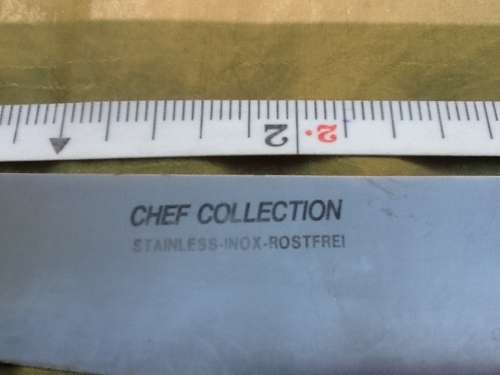 2 2.
CHEF COLLECTION
STAINLESS-INOX-ROSTFREI